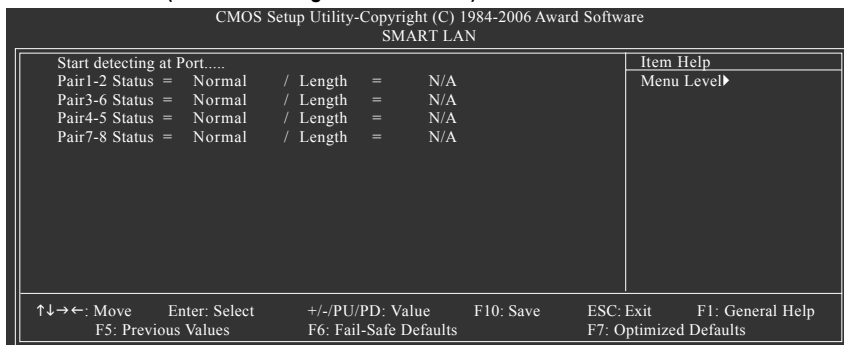 CMOS Setup Utility-Copyright (C) 1984-2006 Award Software
SMART LAN
Start detecting at Port.....
Pair1-2 Status = Normal / Length = N/A
Pair3-6 Status = Normal / Length = N/A
Pair4-5 Status = Normal / Length = N/A
Pair7-8 Status = Normal / Length = N/A
Item Help
Menu Level▶
↑↓→←: Move Enter: Select +/-/PU/PD: Value F10: Save ESC: Exit F1: General Help
F5: Previous Values F6: Fail-Safe Defaults F7: Optimized Defaults